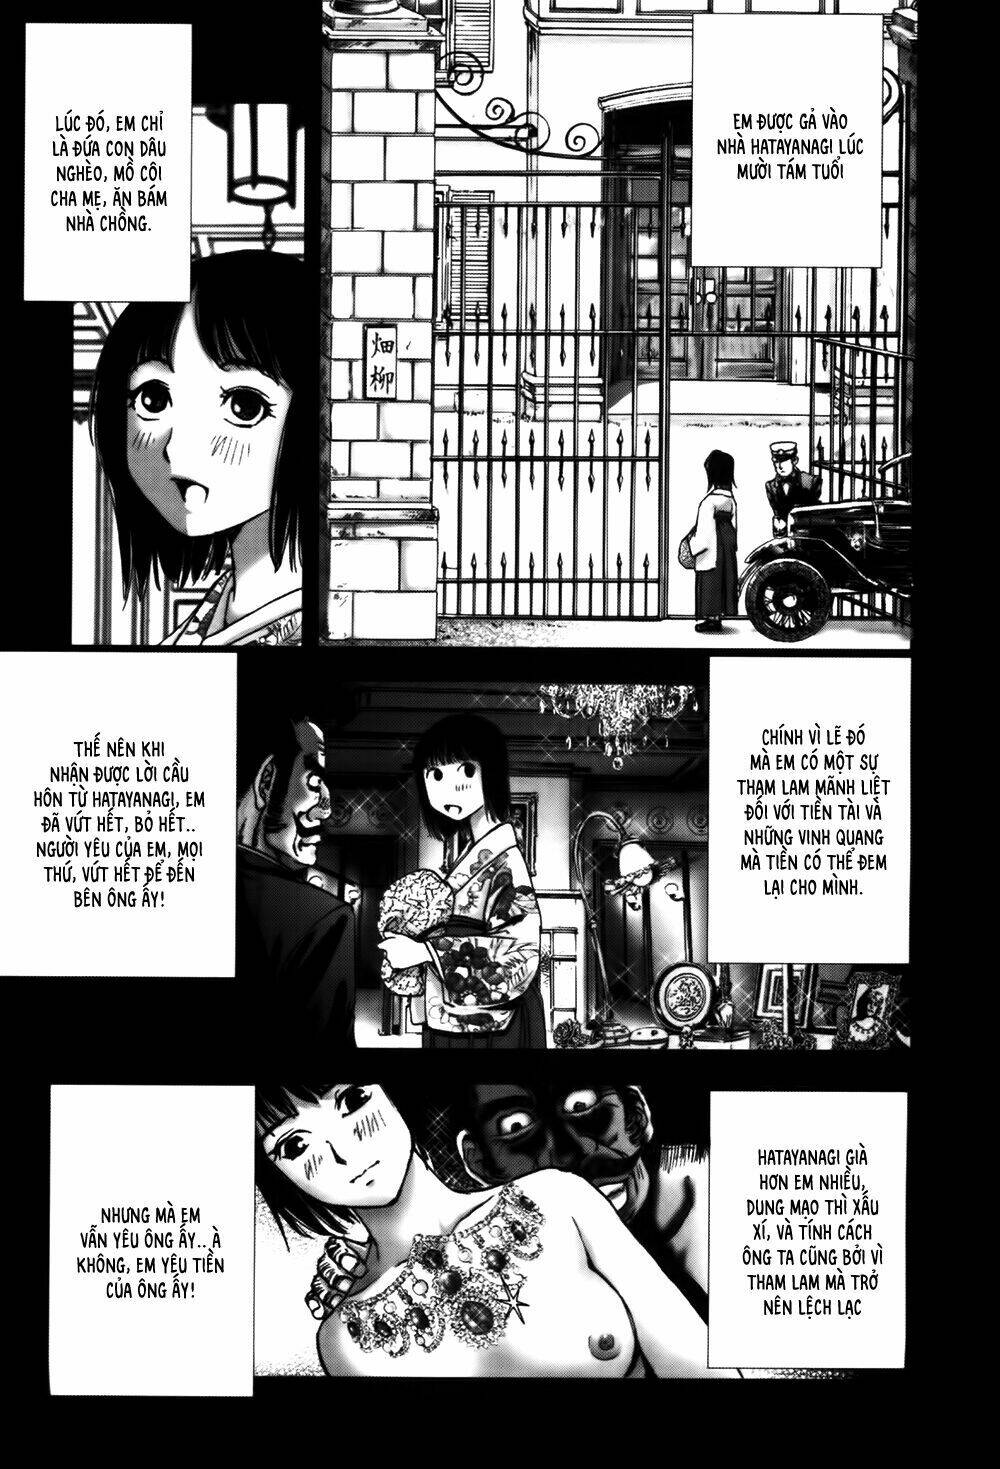 EM ĐƯỢC GẢ VÀO
NHÀ HATAYANAGI LÚC
MƯỜI TÁM TUỔI
畑柳
LÚC ĐÓ, EM CHỈ
LÀ ĐỨA CON DÂU
NGHÈO, MỒ CÔI
CHA MẸ, ĂN BÁM
NHÀ CHỒNG.
CHÍNH VÌ LẼ ĐÓ
MÀ EM CÓ MỘT SỰ
THAM LAM MÃNH LIỆT
ĐỐI VỚI TIỀN TÀI VÀ
NHỮNG VINH QUANG
MÀ TIỀN CÓ THỂ ĐEM
LẠI CHO MÌNH.
THẾ NÊN KHI
NHẬN ĐƯỢC LỜI CẦU
HÔN TỪ HATAYANAGI, EM
ĐÃ VỨT HẾT, BỎ HẾT..
NGƯỜI YÊU CỦA EM, MỌI
THỨ, VỨT HẾT ĐỂ ĐẾN
BÊN ÔNG ẤY!
HATAYANAGI GIÀ
HƠN EM NHIỀU,
DUNG MẠO THÌ XẤU
XÍ, VÀ TÍNH CÁCH
ÔNG TA CŨNG BỞI VÌ
THAM LAM MÀ TRỞ
NÊN LỆCH LẠC
NHƯNG MÀ EM
VẪN YÊU ÔNG ẤY.. À
KHÔNG, EM YÊU TIỀN
CỦA ÔNG ẤY!